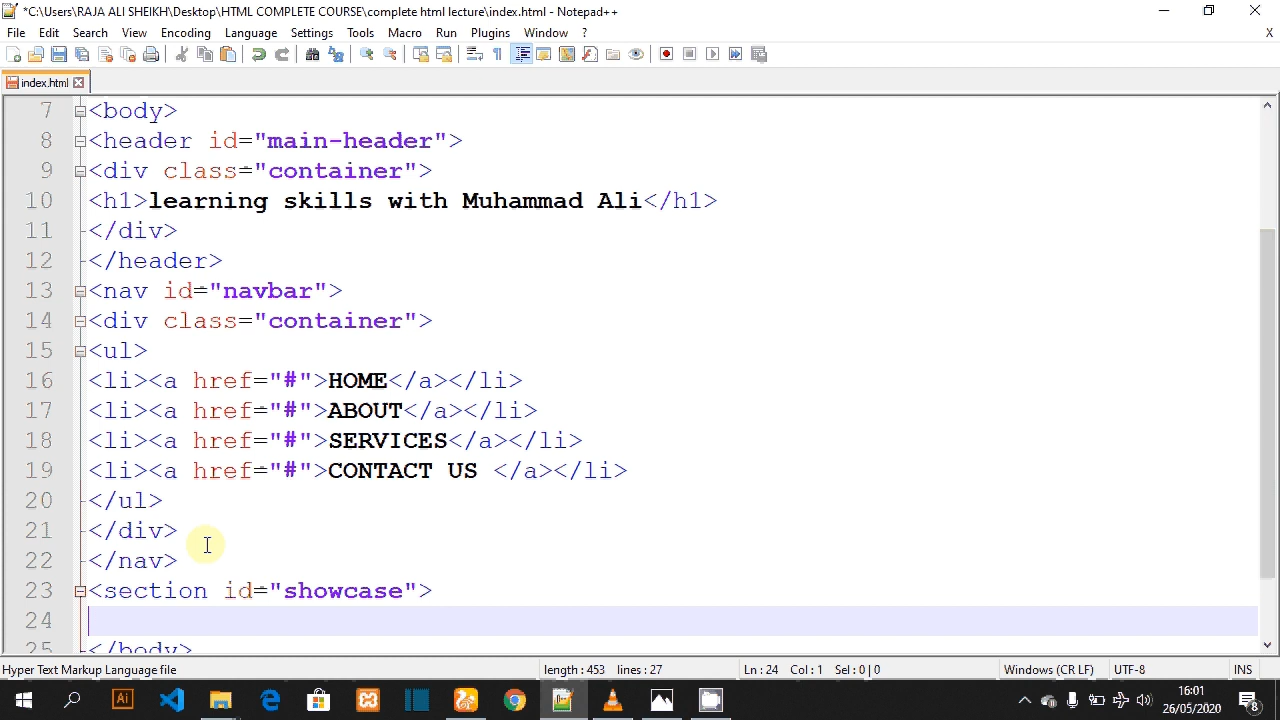 *C:\Users\RAJA ALI SHEIKH\Desktop\HTML COMPLETE COURSE\complete html lecture\index.html - Notepad++
File Edit Search View Encoding Language Settings Tools Macro Run Plugins Window ? X
index.html
7 <body>
8 <header id="main-header">
9 <div class="container">
10 <h1>learning skills with Muhammad Ali</h1>
11 </div>
12 </header>
13 <nav id="navbar">
14 <div class="container">
15 <ul>
16 <li><a href="#">HOME</a></li>
17 <li><a href="#">ABOUT</a></li>
18 <li><a href="#">SERVICES</a></li>
19 <li><a href="#">CONTACT US </a></li>
20 </ul>
21 </div>
22 </nav>
23 <section id="showcase">
24
25 </body>
Hyper Text Markup Language file length : 453 lines : 27 Ln : 24 Col : 1 Sel : 0 | 0 Windows (CR LF) UTF-8 INS
Ai
16:01
26/05/2020
8